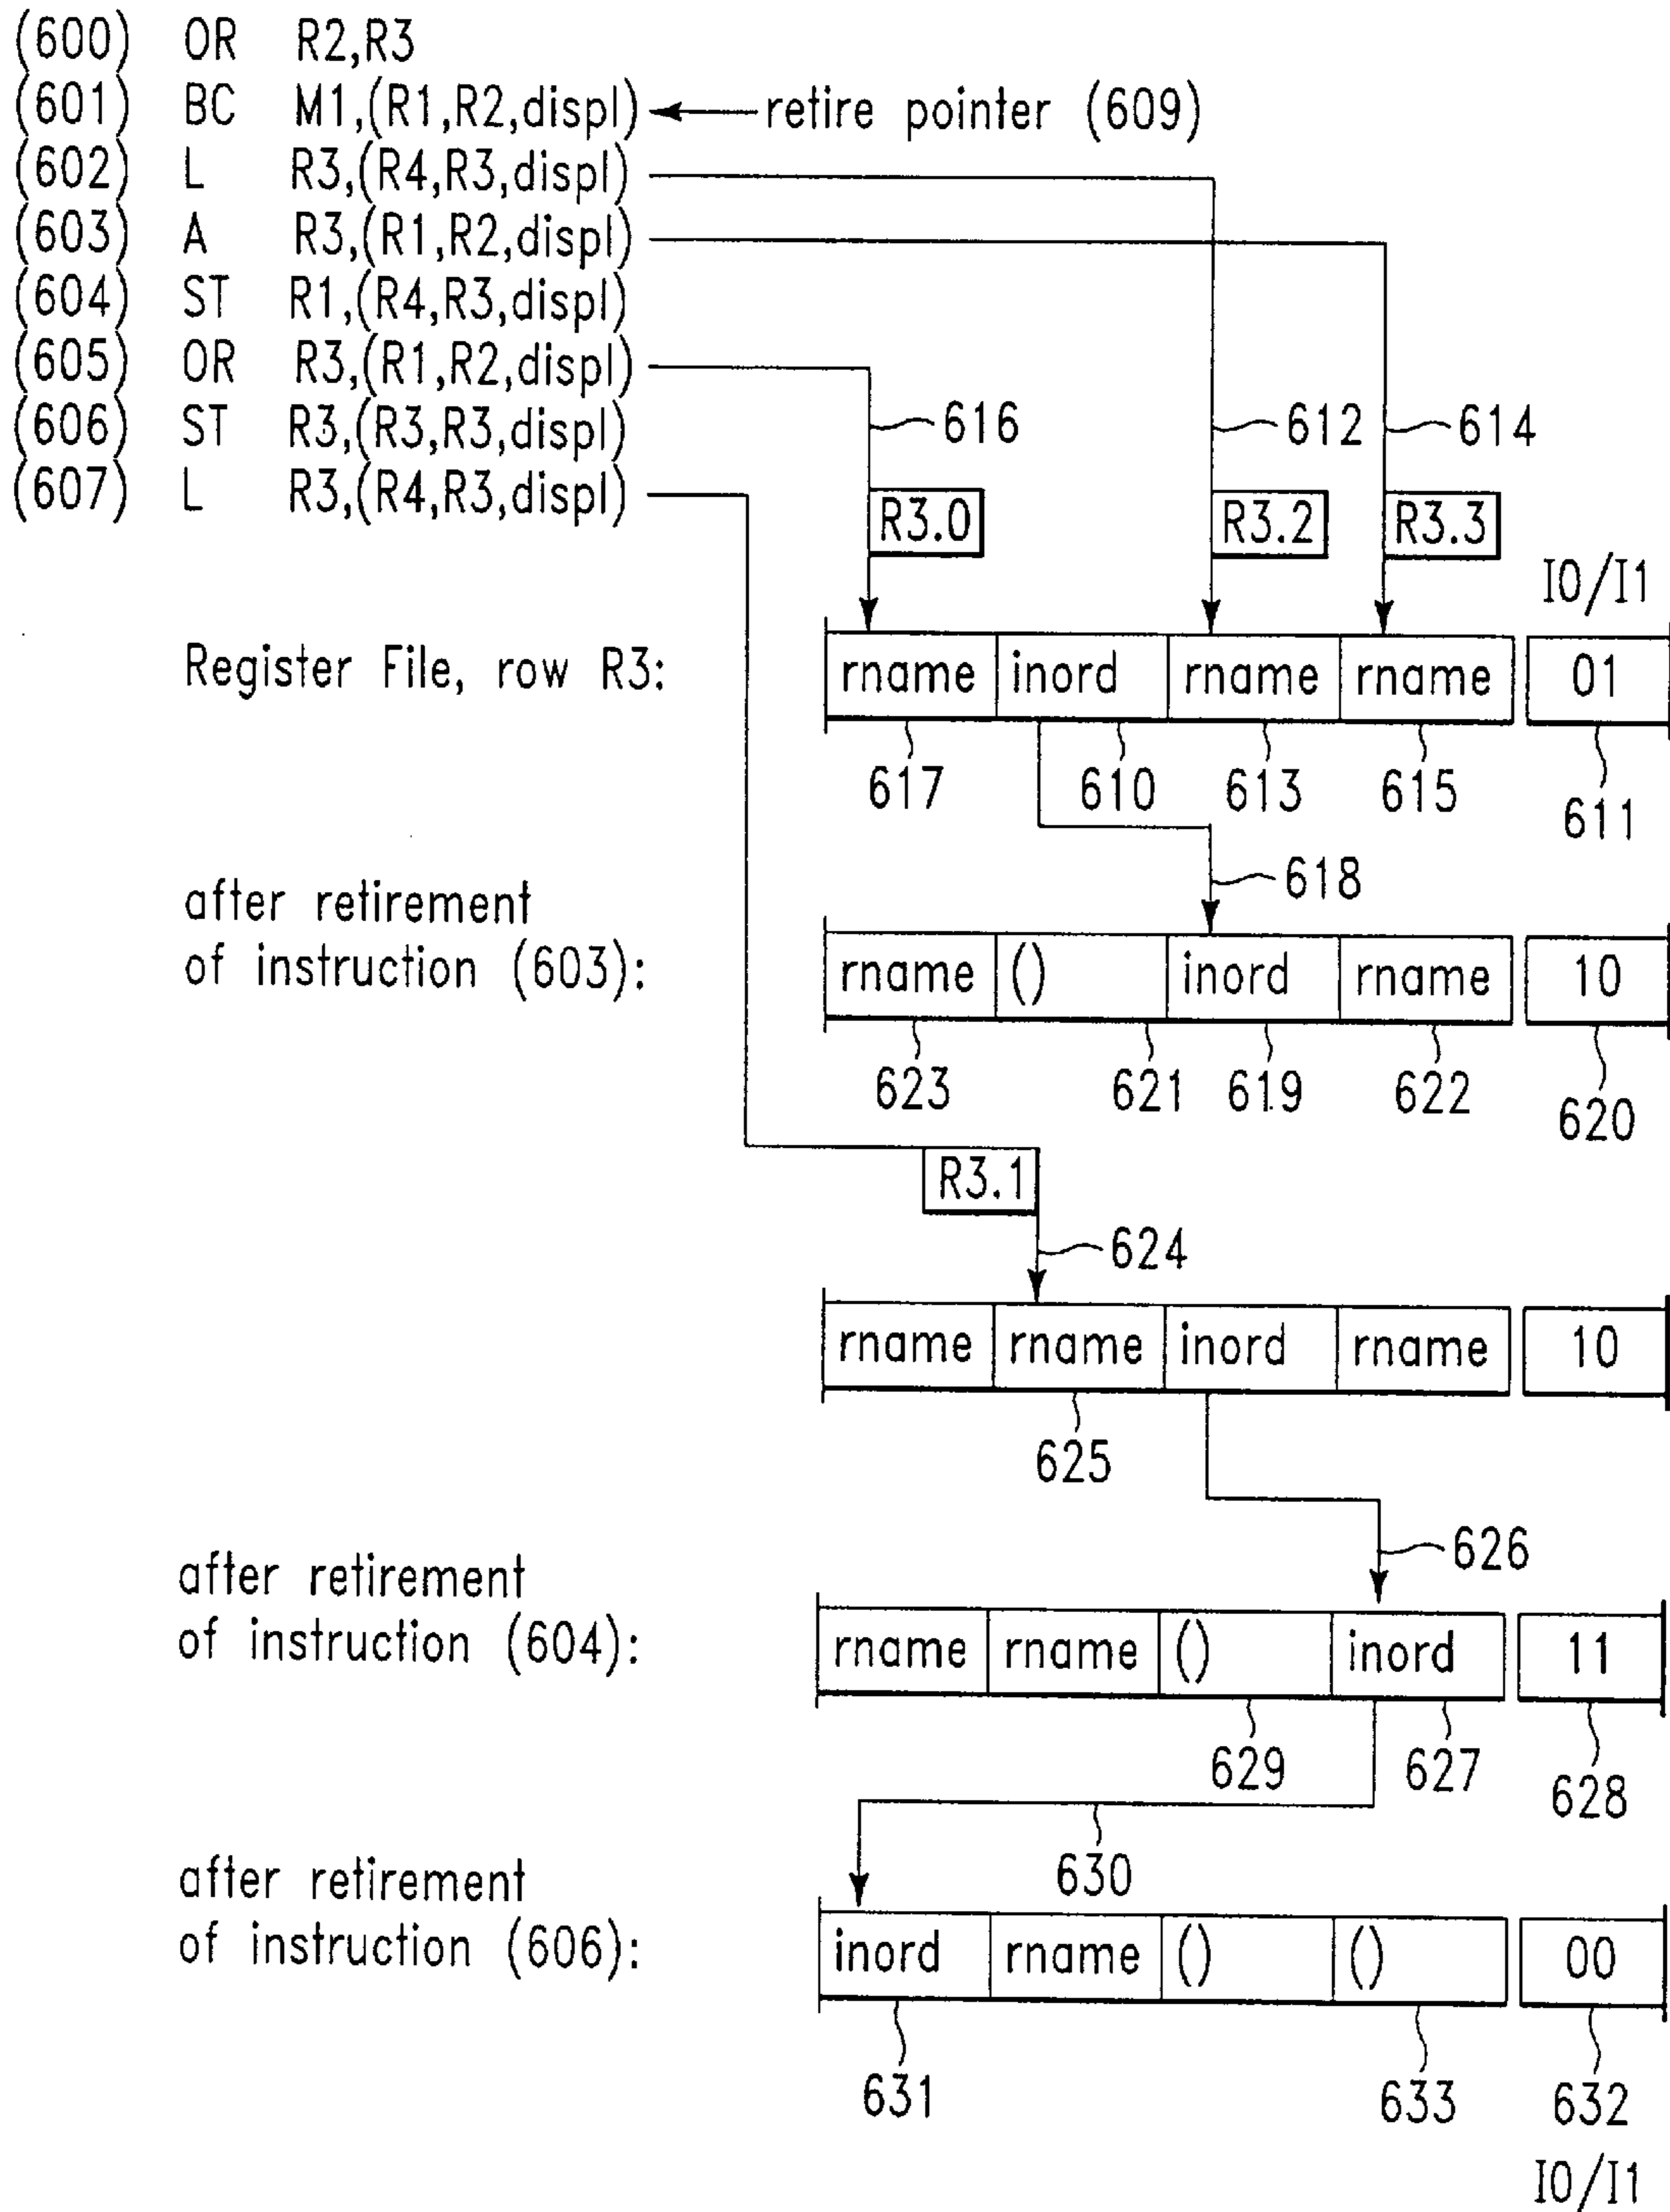 (600) OR R2,R3
(601) BC M1,(R1,R2,displ) retire pointer (609)
(602) L R3,(R4,R3,displ)
(603) A R3,(R1,R2,displ)
(604) ST R1,(R4,R3,displ)
(605) OR R3,(R1,R2,displ)
(606) ST R3,(R3,R3,displ)
(607) L R3,(R4,R3,displ)
616 612 614
R3.0 R3.2 R3.3
I0/I1
Register File, row R3: rname inord rname rname 01
617 610 613 615 611
618
after retirement
of instruction (603): rname () inord rname 10
623 621 619 622 620
R3.1
624
rname rname inord rname 10
625
626
after retirement
of instruction (604): rname rname () inord 11
629 627 628
630
after retirement
of instruction (606): inord rname () () 00
631 633 632
I0/I1